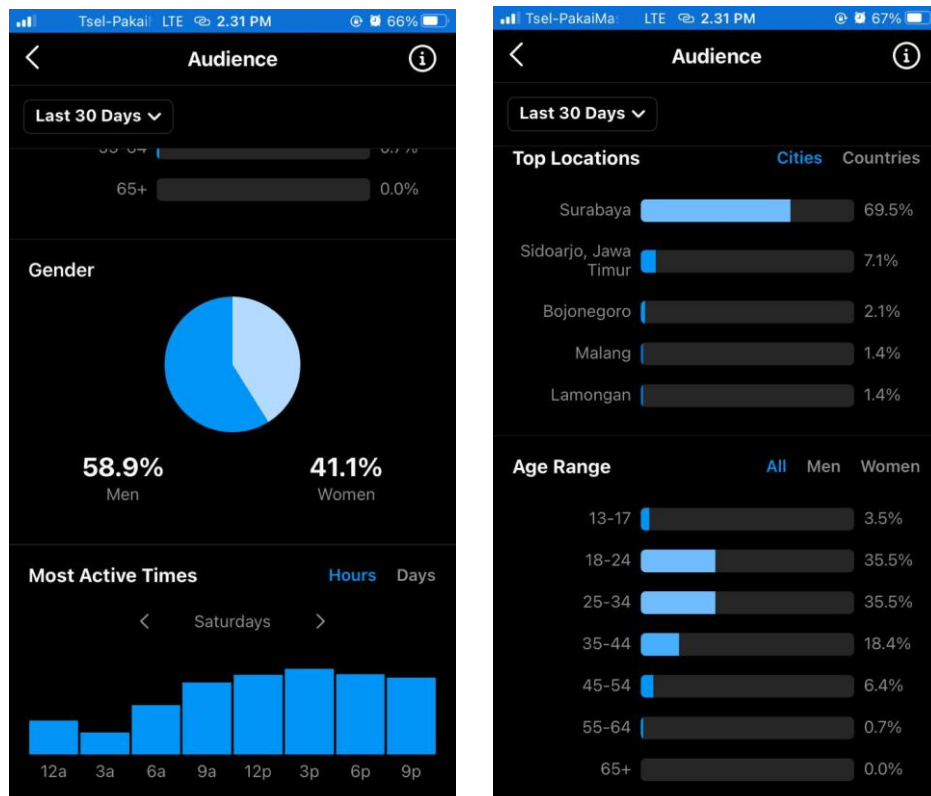 Tsel-Pakai LTE 2.31 PM 66%
Audience
Last 30 Days
0.7%
65+ 0.0%
Gender
58.9% 41.1%
Men Women
Most Active Times Hours Days
Saturdays
12a 3a 6a 9a 12p 3p 6p 9p
Tsel-PakaiMa LTE 2.31 PM 67%
Audience
Last 30 Days
Top Locations Cities Countries
Surabaya 69.5%
Sidoarjo, Jawa
Timur 7.1%
Bojonegoro 2.1%
Malang 1.4%
Lamongan 1.4%
Age Range All Men Women
13-17 3.5%
18-24 35.5%
25-34 35.5%
35-44 18.4%
45-54 6.4%
55-64 0.7%
65+ 0.0%